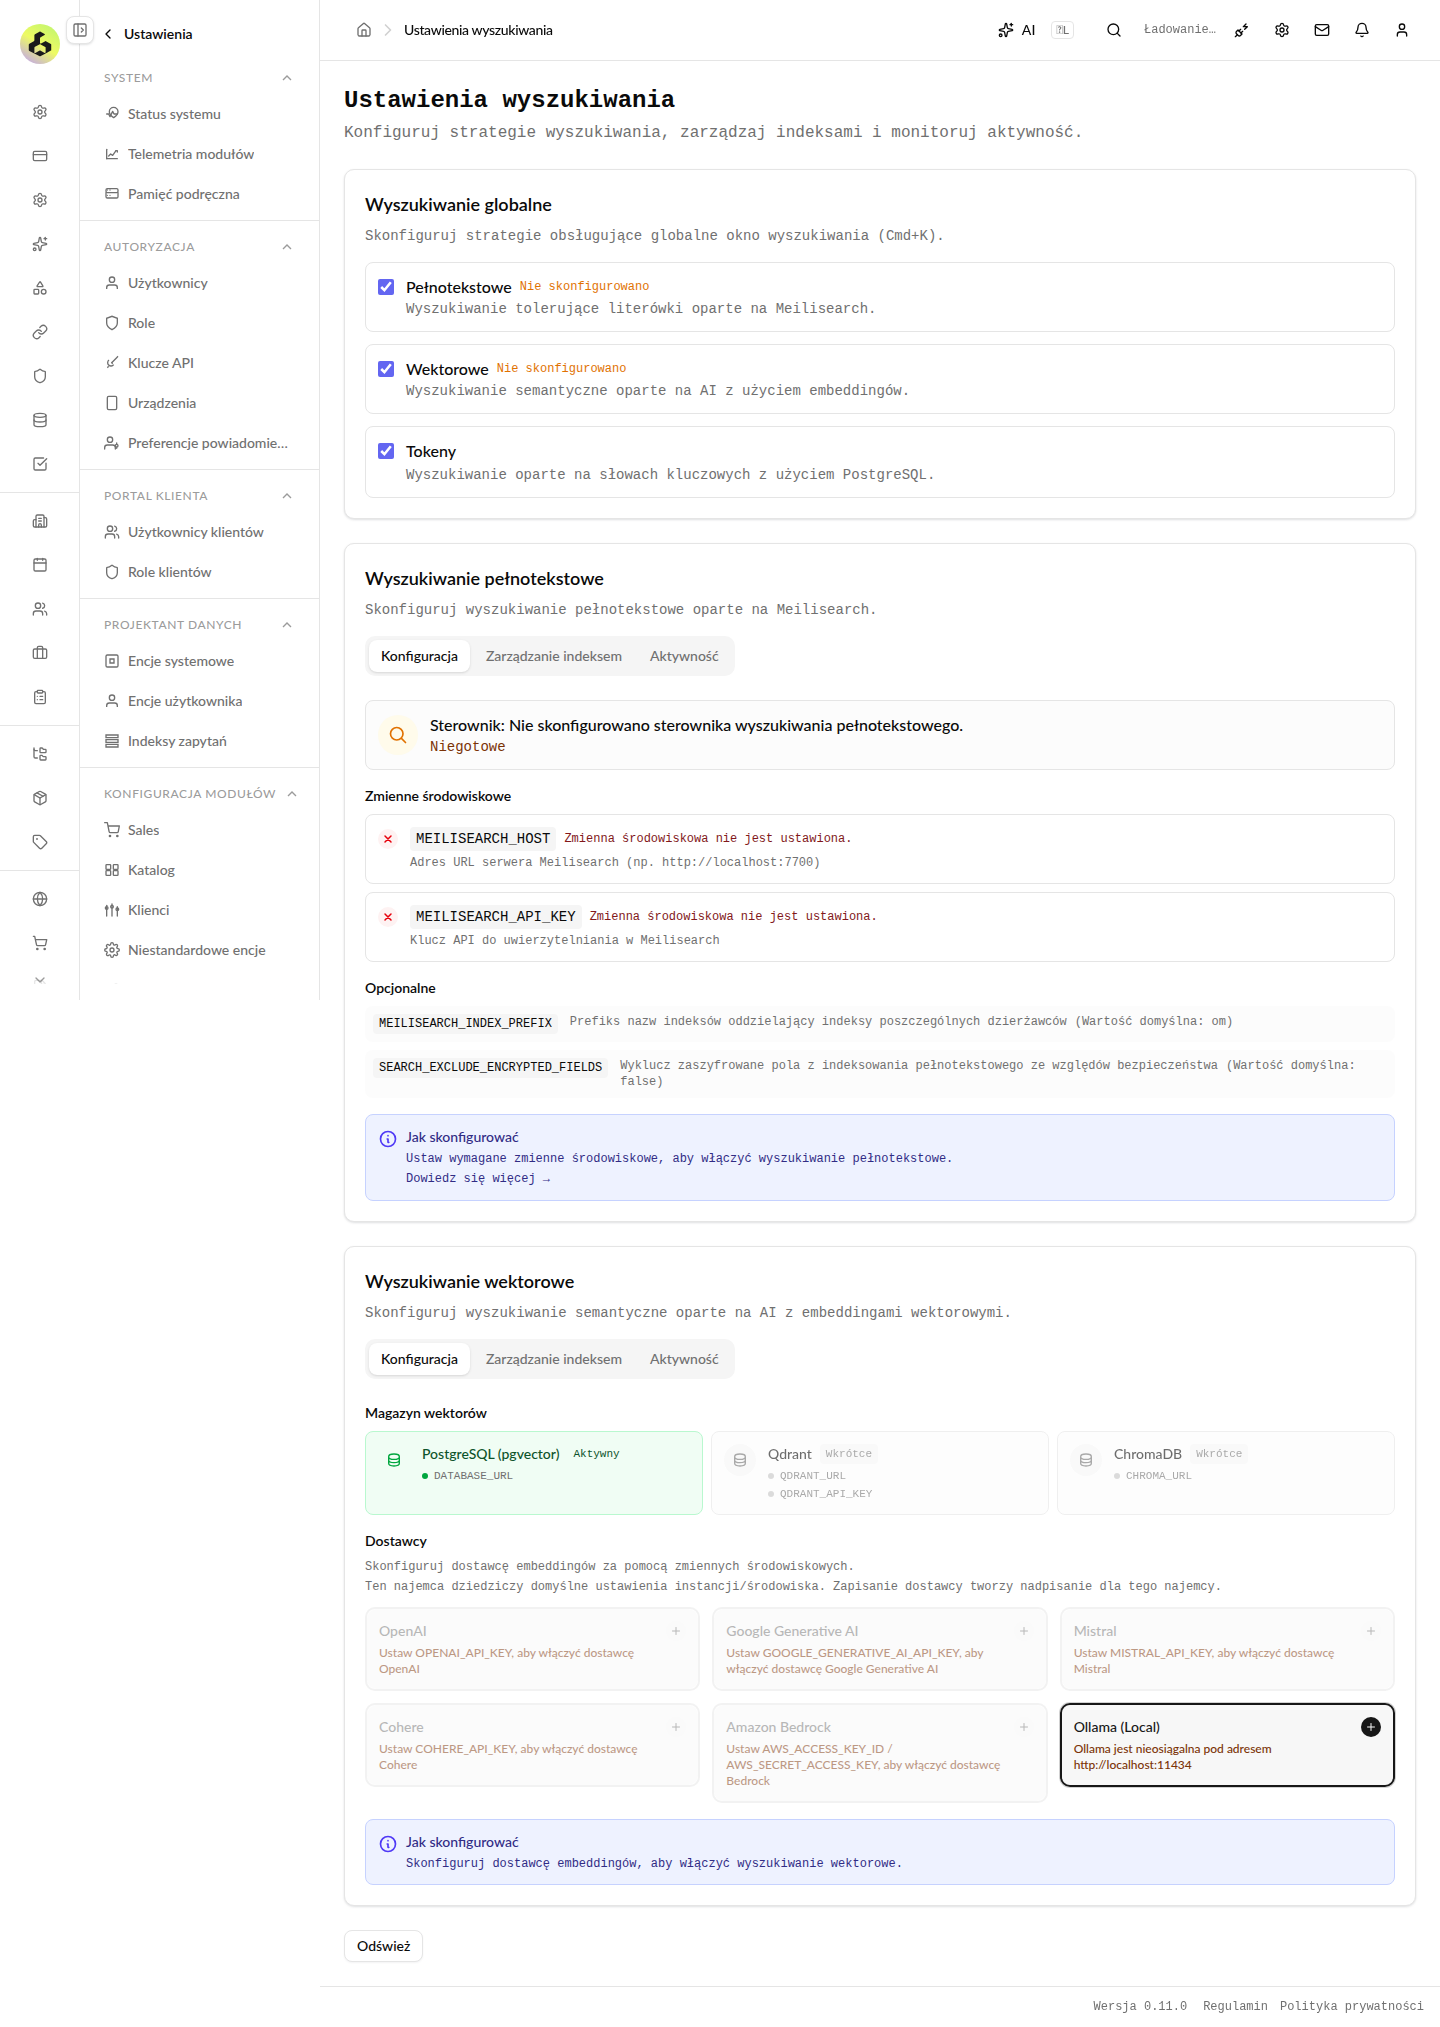 Ustawienia
SYSTEM
Status systemu
Telemetria modułów
Pamięć podręczna
AUTORYZACJA
Użytkownicy
Role
Klucze API
Urządzenia
Preferencje powiadomie...
PORTAL KLIENTA
Użytkownicy klientów
Role klientów
PROJEKTANT DANYCH
Encje systemowe
Encje użytkownika
Indeksy zapytań
KONFIGURACJA MODUŁÓW
Sales
Katalog
Klienci
Niestandardowe encje
Ustawienia wyszukiwania
AI
L
Ładowanie…
Ustawienia wyszukiwania
Konfiguruj strategie wyszukiwania, zarządzaj indeksami i monitoruj aktywność.
Wyszukiwanie globalne
Skonfiguruj strategie obsługujące globalne okno wyszukiwania (Cmd+K).
Pełnotekstowe Nie skonfigurowano
Wyszukiwanie tolerujące literówki oparte na Meilisearch.
Wektorowe Nie skonfigurowano
Wyszukiwanie semantyczne oparte na AI z użyciem embeddingów.
Tokeny
Wyszukiwanie oparte na słowach kluczowych z użyciem PostgreSQL.
Wyszukiwanie pełnotekstowe
Skonfiguruj wyszukiwanie pełnotekstowe oparte na Meilisearch.
Konfiguracja Zarządzanie indeksem Aktywność
Sterownik: Nie skonfigurowano sterownika wyszukiwania pełnotekstowego.
Niegotowe
Zmienne środowiskowe
MEILISEARCH_HOST Zmienna środowiskowa nie jest ustawiona.
Adres URL serwera Meilisearch (np. http://localhost:7700)
MEILISEARCH_API_KEY Zmienna środowiskowa nie jest ustawiona.
Klucz API do uwierzytelniania w Meilisearch
Opcjonalne
MEILISEARCH_INDEX_PREFIX Prefiks nazw indeksów oddzielający indeksy poszczególnych dzierżawców (Wartość domyślna: om)
SEARCH_EXCLUDE_ENCRYPTED_FIELDS Wyklucz zaszyfrowane pola z indeksowania pełnotekstowego ze względów bezpieczeństwa (Wartość domyślna:
false)
Jak skonfigurować
Ustaw wymagane zmienne środowiskowe, aby włączyć wyszukiwanie pełnotekstowe.
Dowiedz się więcej →
Wyszukiwanie wektorowe
Skonfiguruj wyszukiwanie semantyczne oparte na AI z embeddingami wektorowymi.
Konfiguracja Zarządzanie indeksem Aktywność
Magazyn wektorów
PostgreSQL (pgvector) Aktywny
DATABASE_URL
Qdrant Wkrótce
QDRANT_URL
QDRANT_API_KEY
ChromaDB Wkrótce
CHROMA_URL
Dostawcy
Skonfiguruj dostawcę embeddingów za pomocą zmiennych środowiskowych.
Ten najemca dziedziczy domyślne ustawienia instancji/środowiska. Zapisanie dostawcy tworzy nadpisanie dla tego najemcy.
OpenAI
Ustaw OPENAI_API_KEY, aby włączyć dostawcę
OpenAI
Google Generative AI
Ustaw GOOGLE_GENERATIVE_AI_API_KEY, aby
włączyć dostawcę Google Generative AI
Mistral
Ustaw MISTRAL_API_KEY, aby włączyć dostawcę
Mistral
Cohere
Ustaw COHERE_API_KEY, aby włączyć dostawcę
Cohere
Amazon Bedrock
Ustaw AWS_ACCESS_KEY_ID /
AWS_SECRET_ACCESS_KEY, aby włączyć dostawcę
Bedrock
Ollama (Local)
Ollama jest nieosiągalna pod adresem
http://localhost:11434
Jak skonfigurować
Skonfiguruj dostawcę embeddingów, aby włączyć wyszukiwanie wektorowe.
Odśwież
Wersja 0.11.0 Regulamin Polityka prywatności